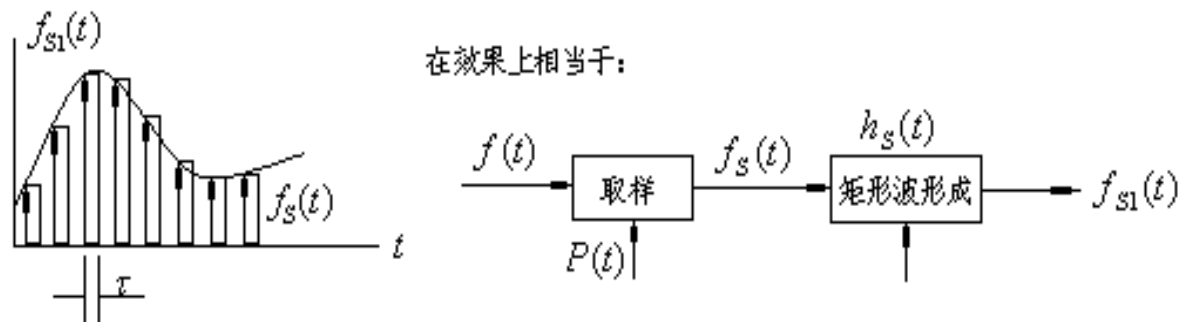 f_{S1}(t)
f_S(t)
t
τ
在效果上相当于:
f(t)
取样
P(t)
f_S(t)
h_S(t)
矩形波形成
f_{S1}(t)